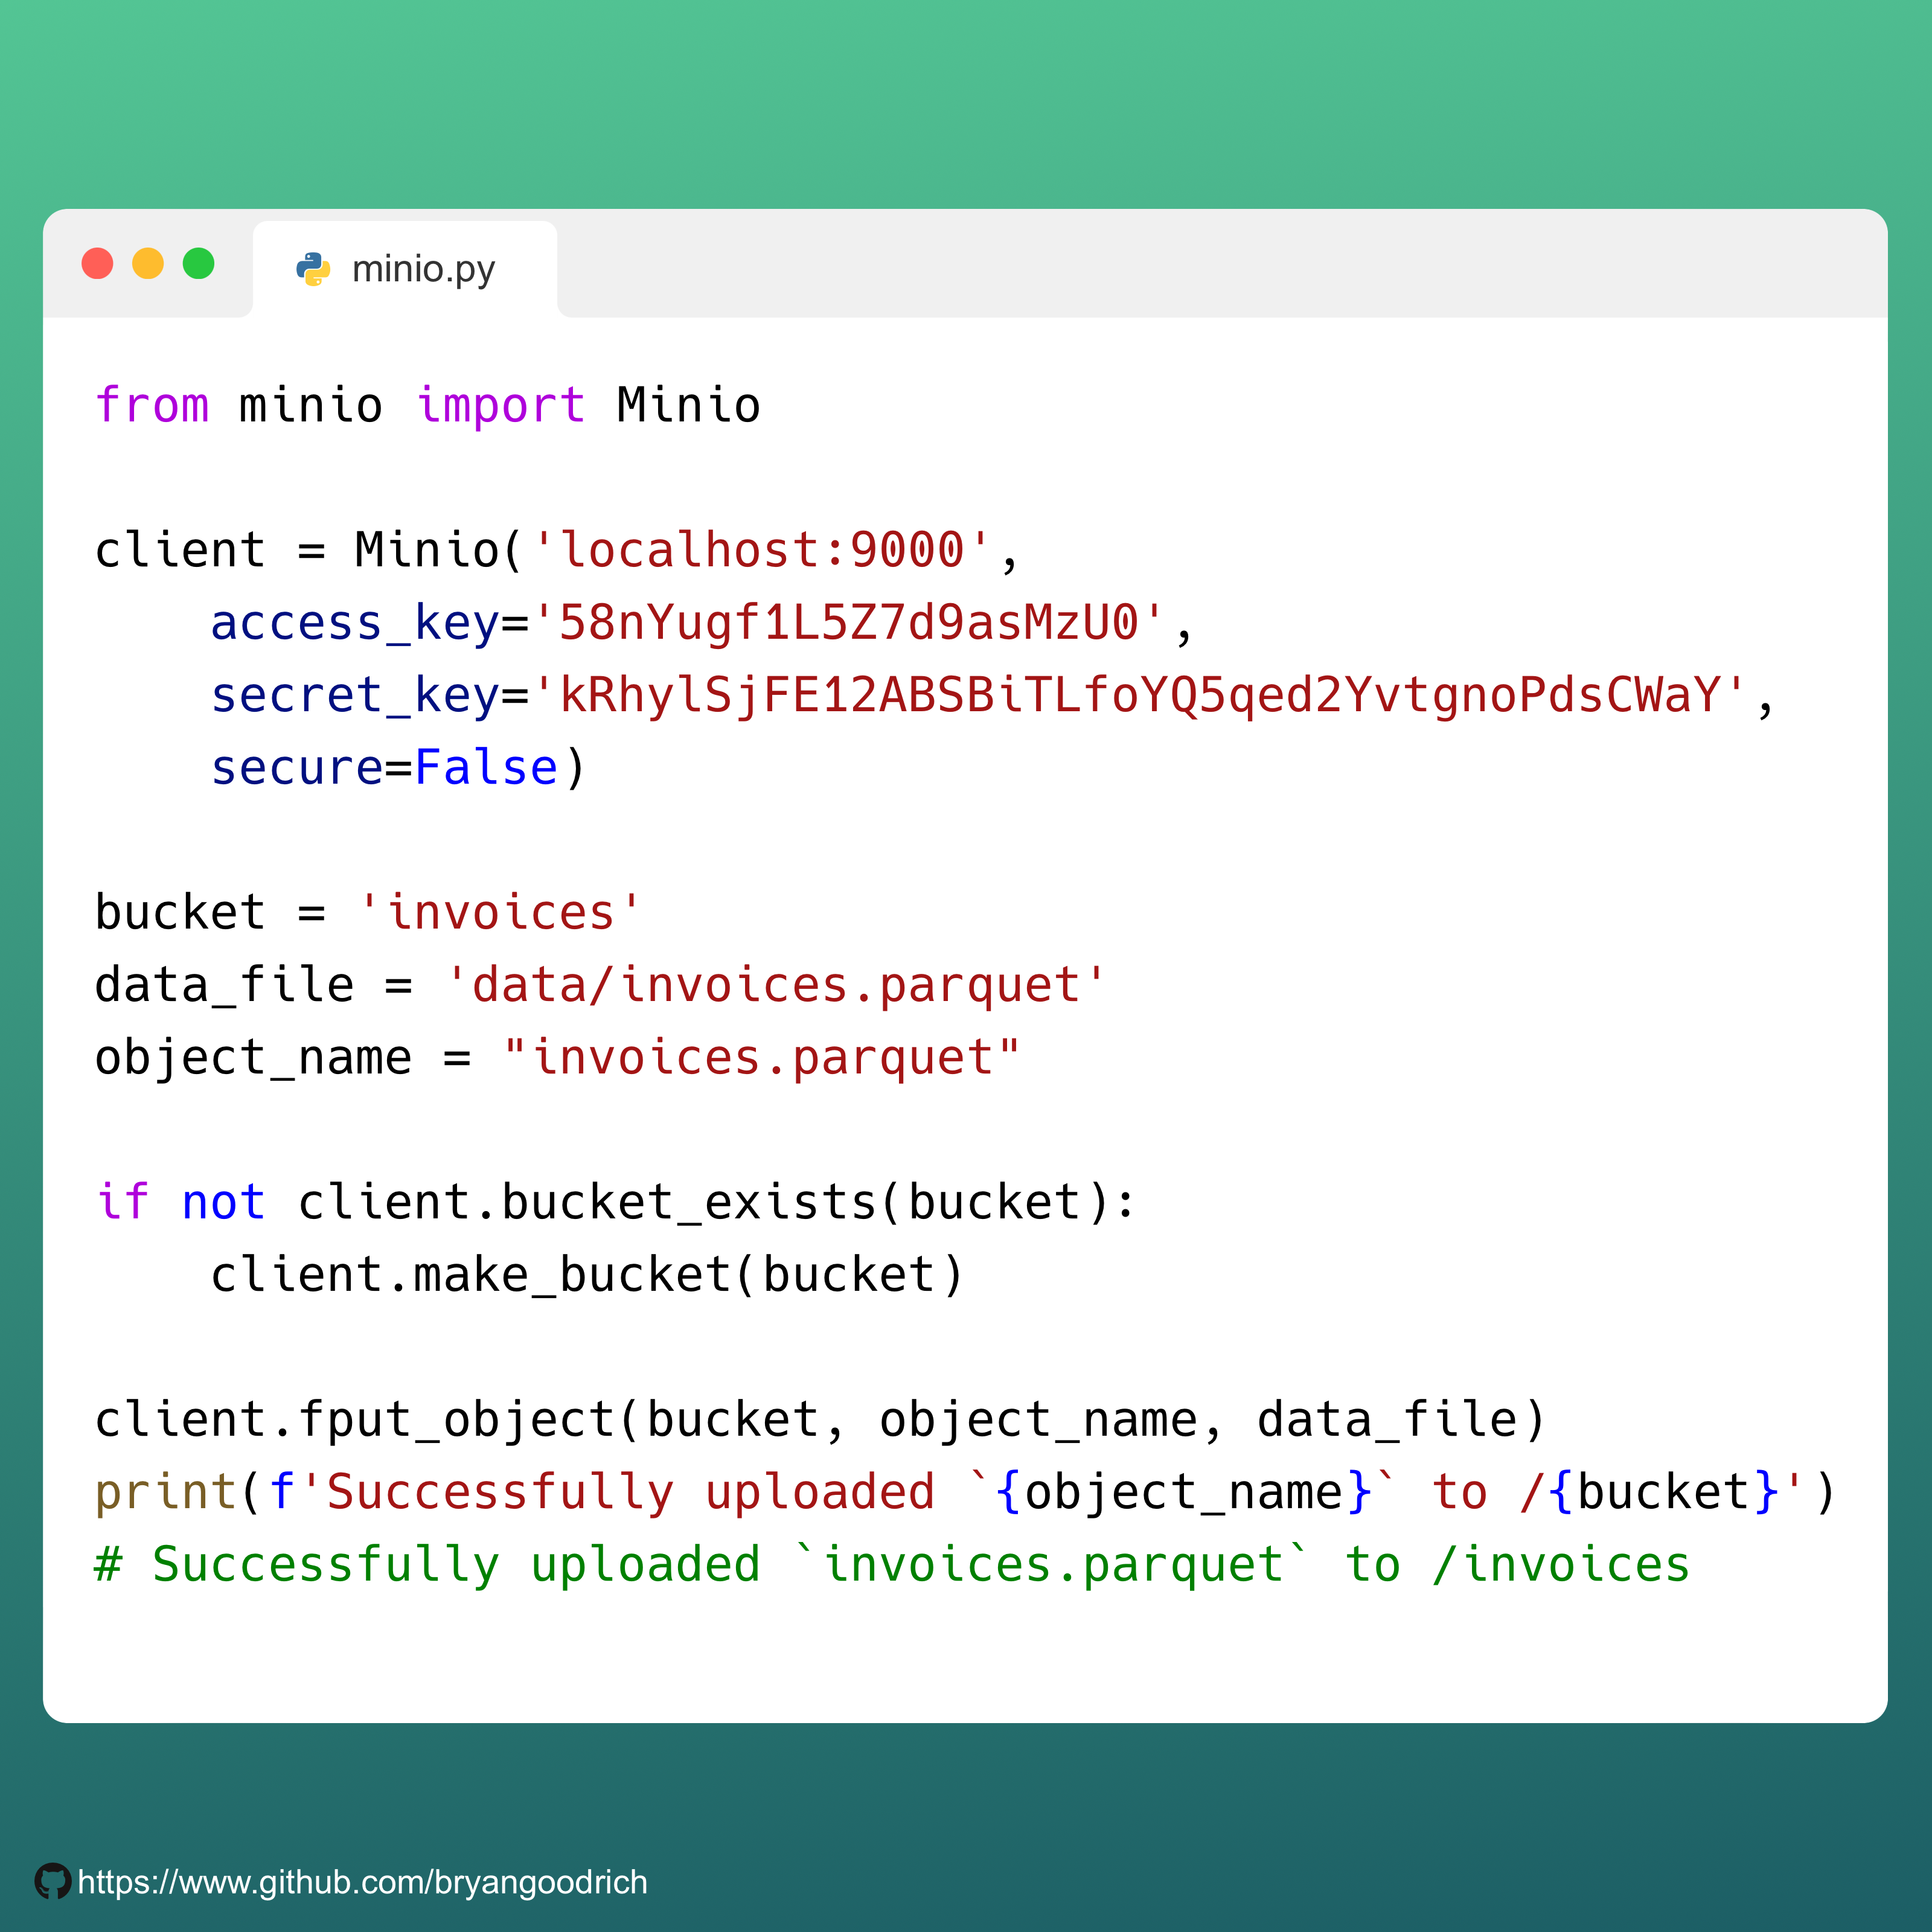 minio.py
from minio import Minio
client = Minio('localhost:9000',
    access_key='58nYugf1L5Z7d9asMzU0',
    secret_key='kRhylSjFE12ABSBiTLfoYQ5qed2YvtgnoPdsCWaY',
    secure=False)
bucket = 'invoices'
data_file = 'data/invoices.parquet'
object_name = "invoices.parquet"
if not client.bucket_exists(bucket):
    client.make_bucket(bucket)
client.fput_object(bucket, object_name, data_file)
print(f'Successfully uploaded `{object_name}` to /{bucket}')
# Successfully uploaded `invoices.parquet` to /invoices
https://www.github.com/bryangoodrich